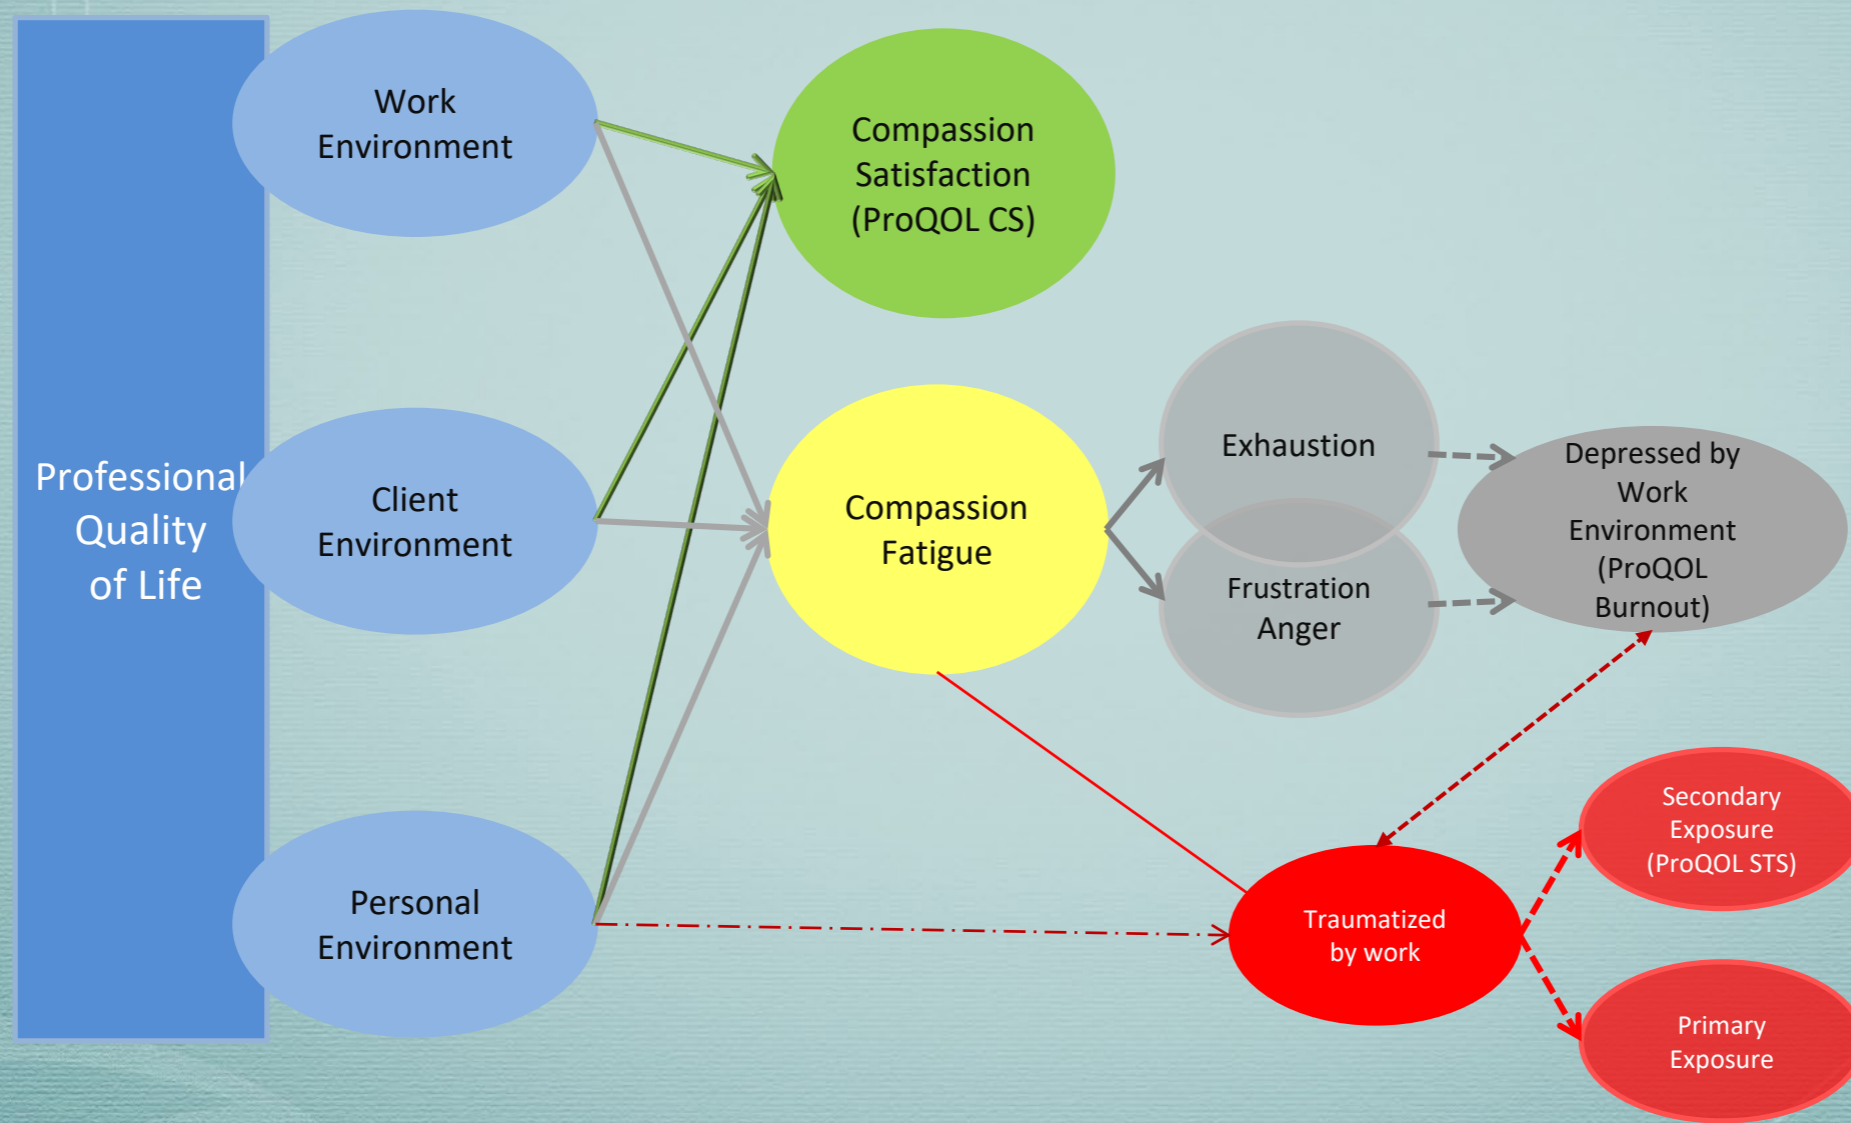 Professional
Quality
of Life
Work
Environment
Client
Environment
Personal
Environment
Compassion
Satisfaction
(ProQOL CS)
Compassion
Fatigue
Exhaustion
Frustration
Anger
Depressed by
Work
Environment
(ProQOL
Burnout)
Traumatized
by work
Secondary
Exposure
(ProQOL STS)
Primary
Exposure